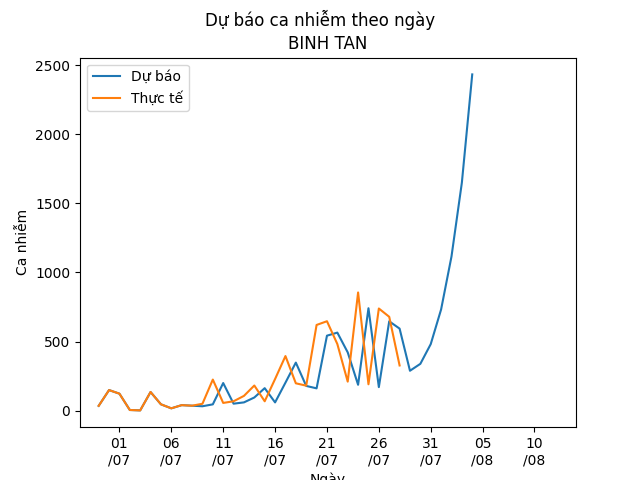 Dự báo ca nhiễm theo ngày
BINH TAN
Dự báo
Thực tế
Ca nhiễm
2500
2000
1500
1000
500
0
01 06 11 16 21 26 31 05 10
/07 /07 /07 /07 /07 /07 /07 /08 /08
Ngày